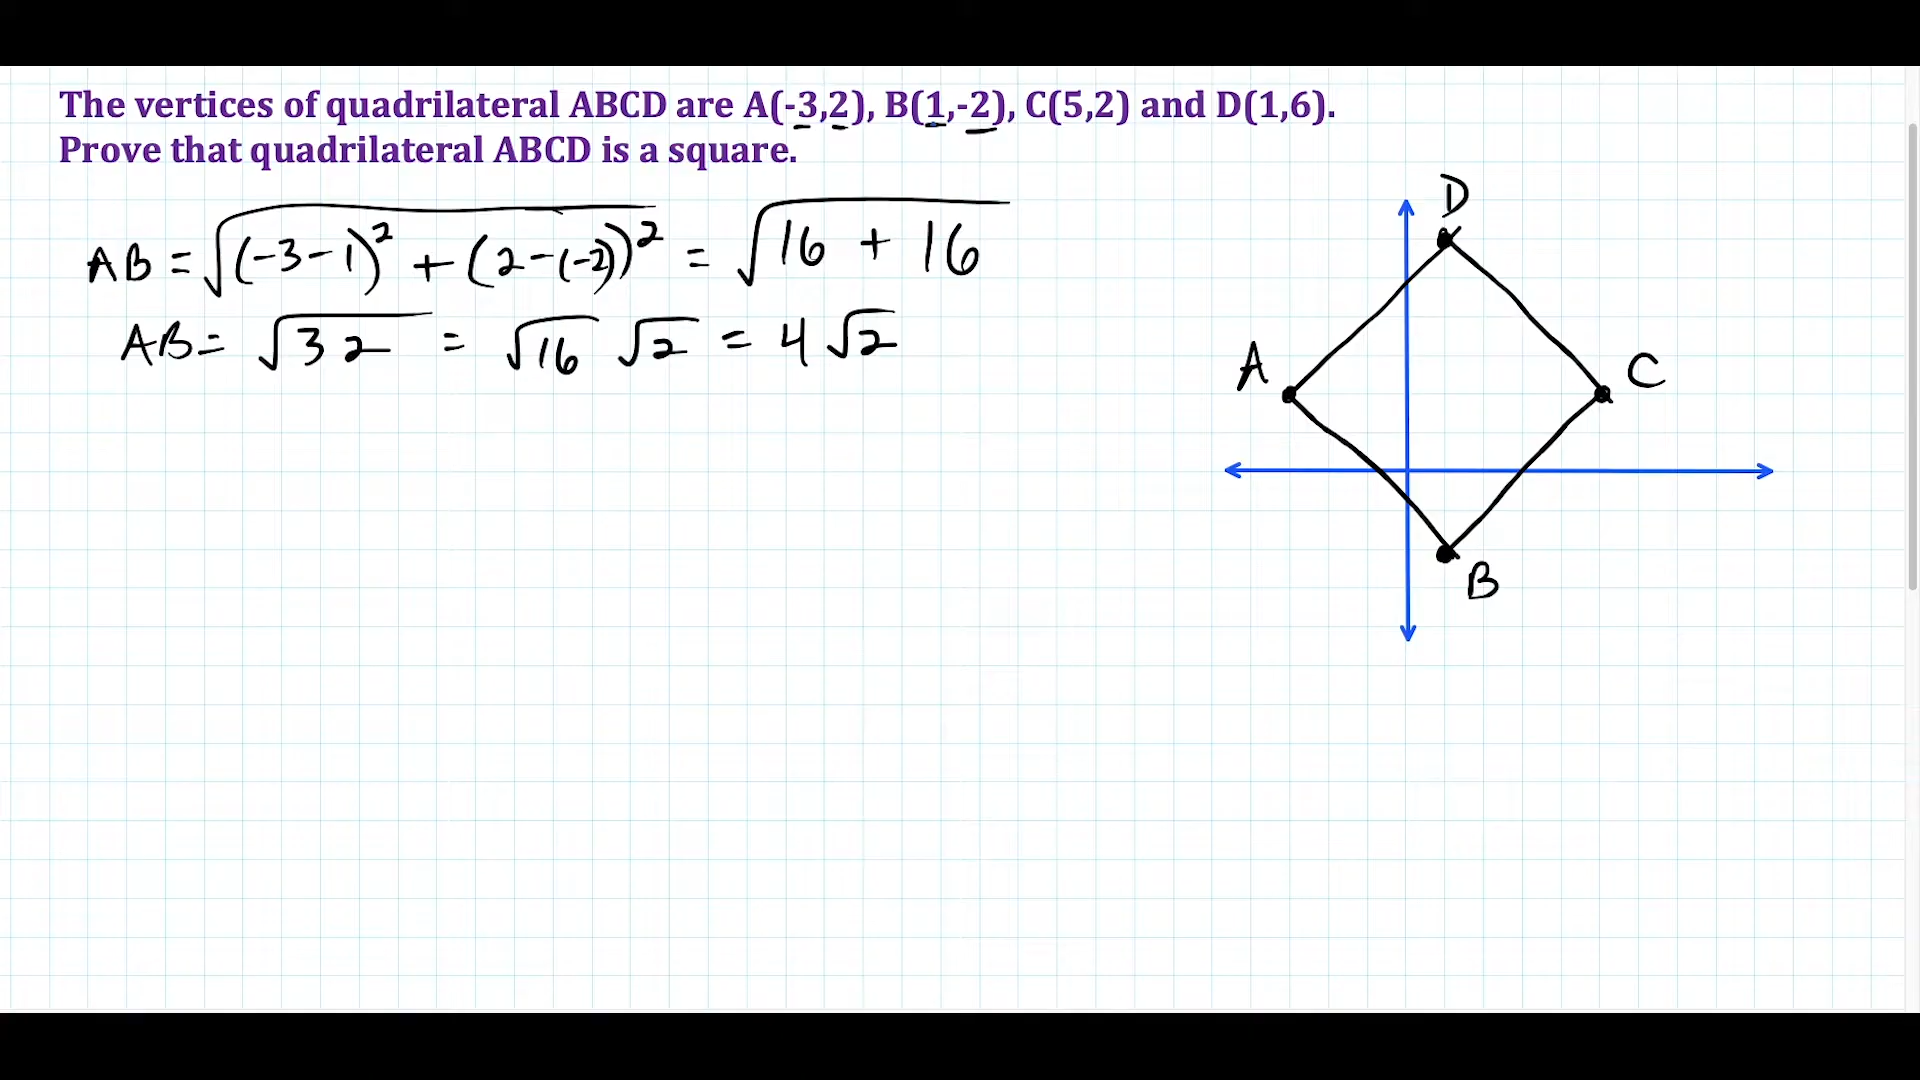 The vertices of quadrilateral ABCD are A(-3,2), B(1,-2), C(5,2) and D(1,6).
Prove that quadrilateral ABCD is a square.
AB = √((-3-1)² + (2-(-2))²) = √(16 + 16)
AB = √32 = √16 √2 = 4√2
D
A
C
B